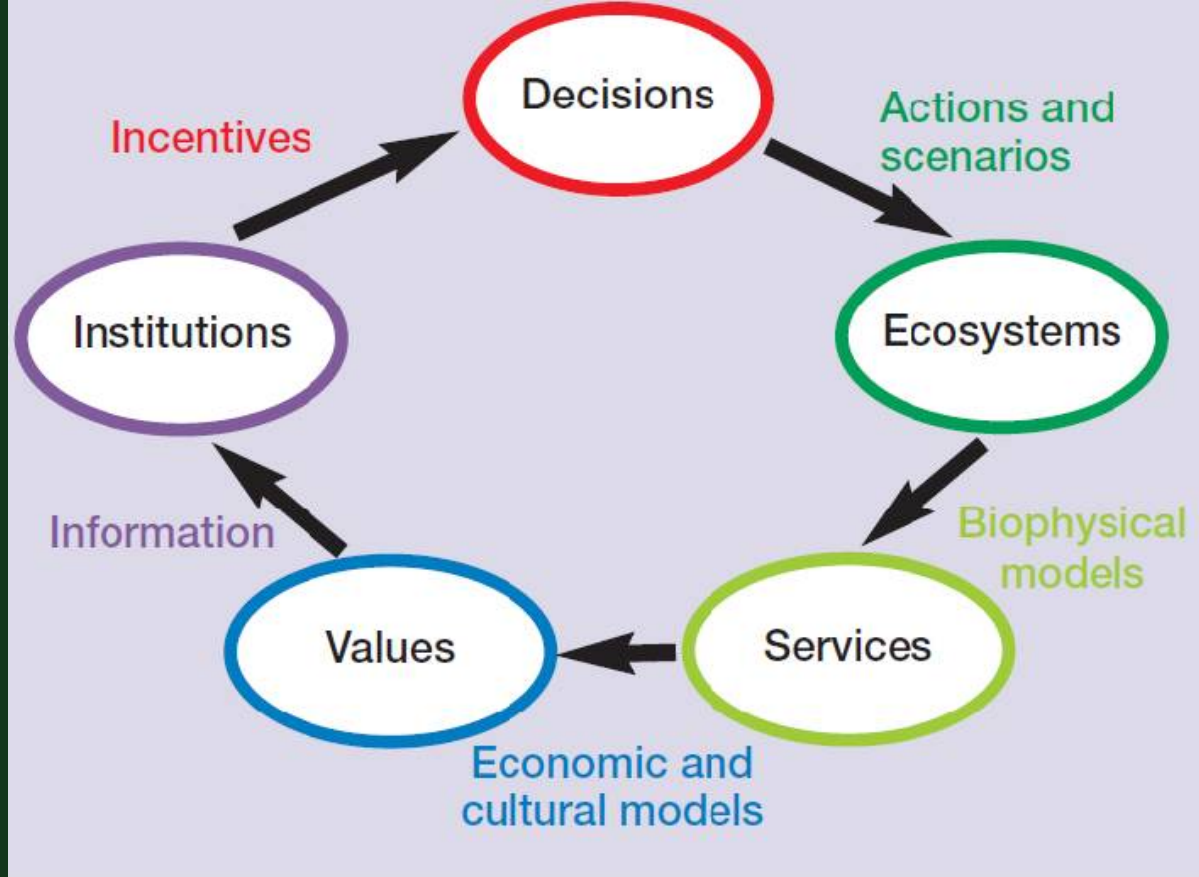 Decisions
Actions and
scenarios
Incentives
Institutions
Ecosystems
Information
Biophysical
models
Values
Services
Economic and
cultural models